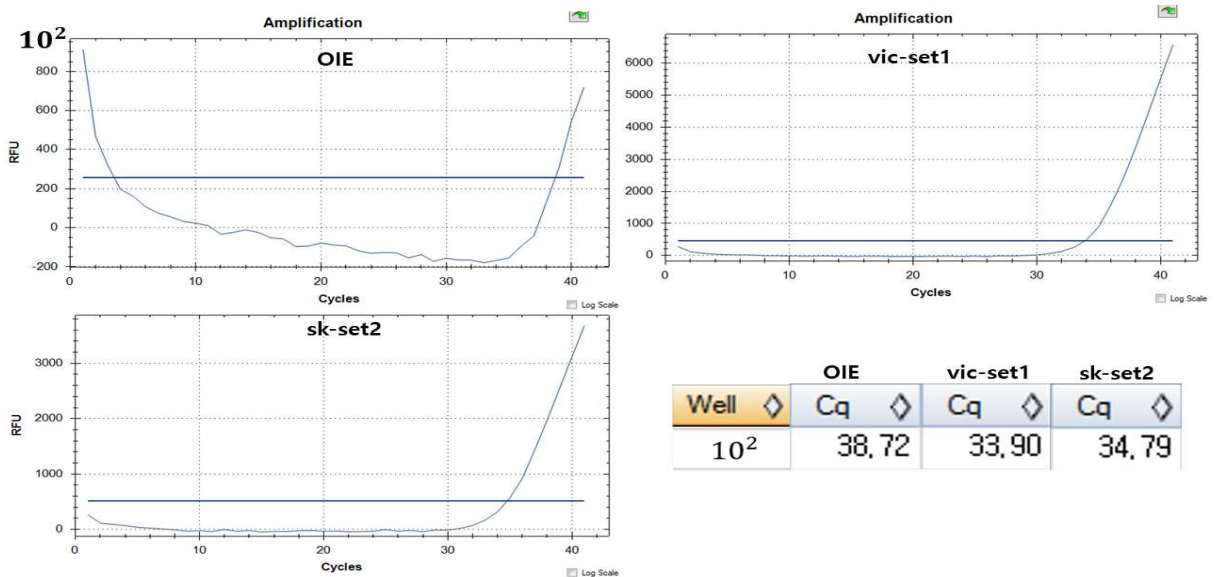 Amplification
10²
OIE
800
600
400
200
0
-200
RFU
0 10 20 30 40
Cycles
Log Scale
Amplification
vic-set1
6000
5000
4000
3000
2000
1000
0
0 10 20 30 40
Cycles
Log Scale
sk-set2
3000
2000
1000
0
RFU
0 10 20 30 40
Cycles
Log Scale
OIE vic-set1 sk-set2
Well Cq Cq Cq
10² 38,72 33,90 34,79